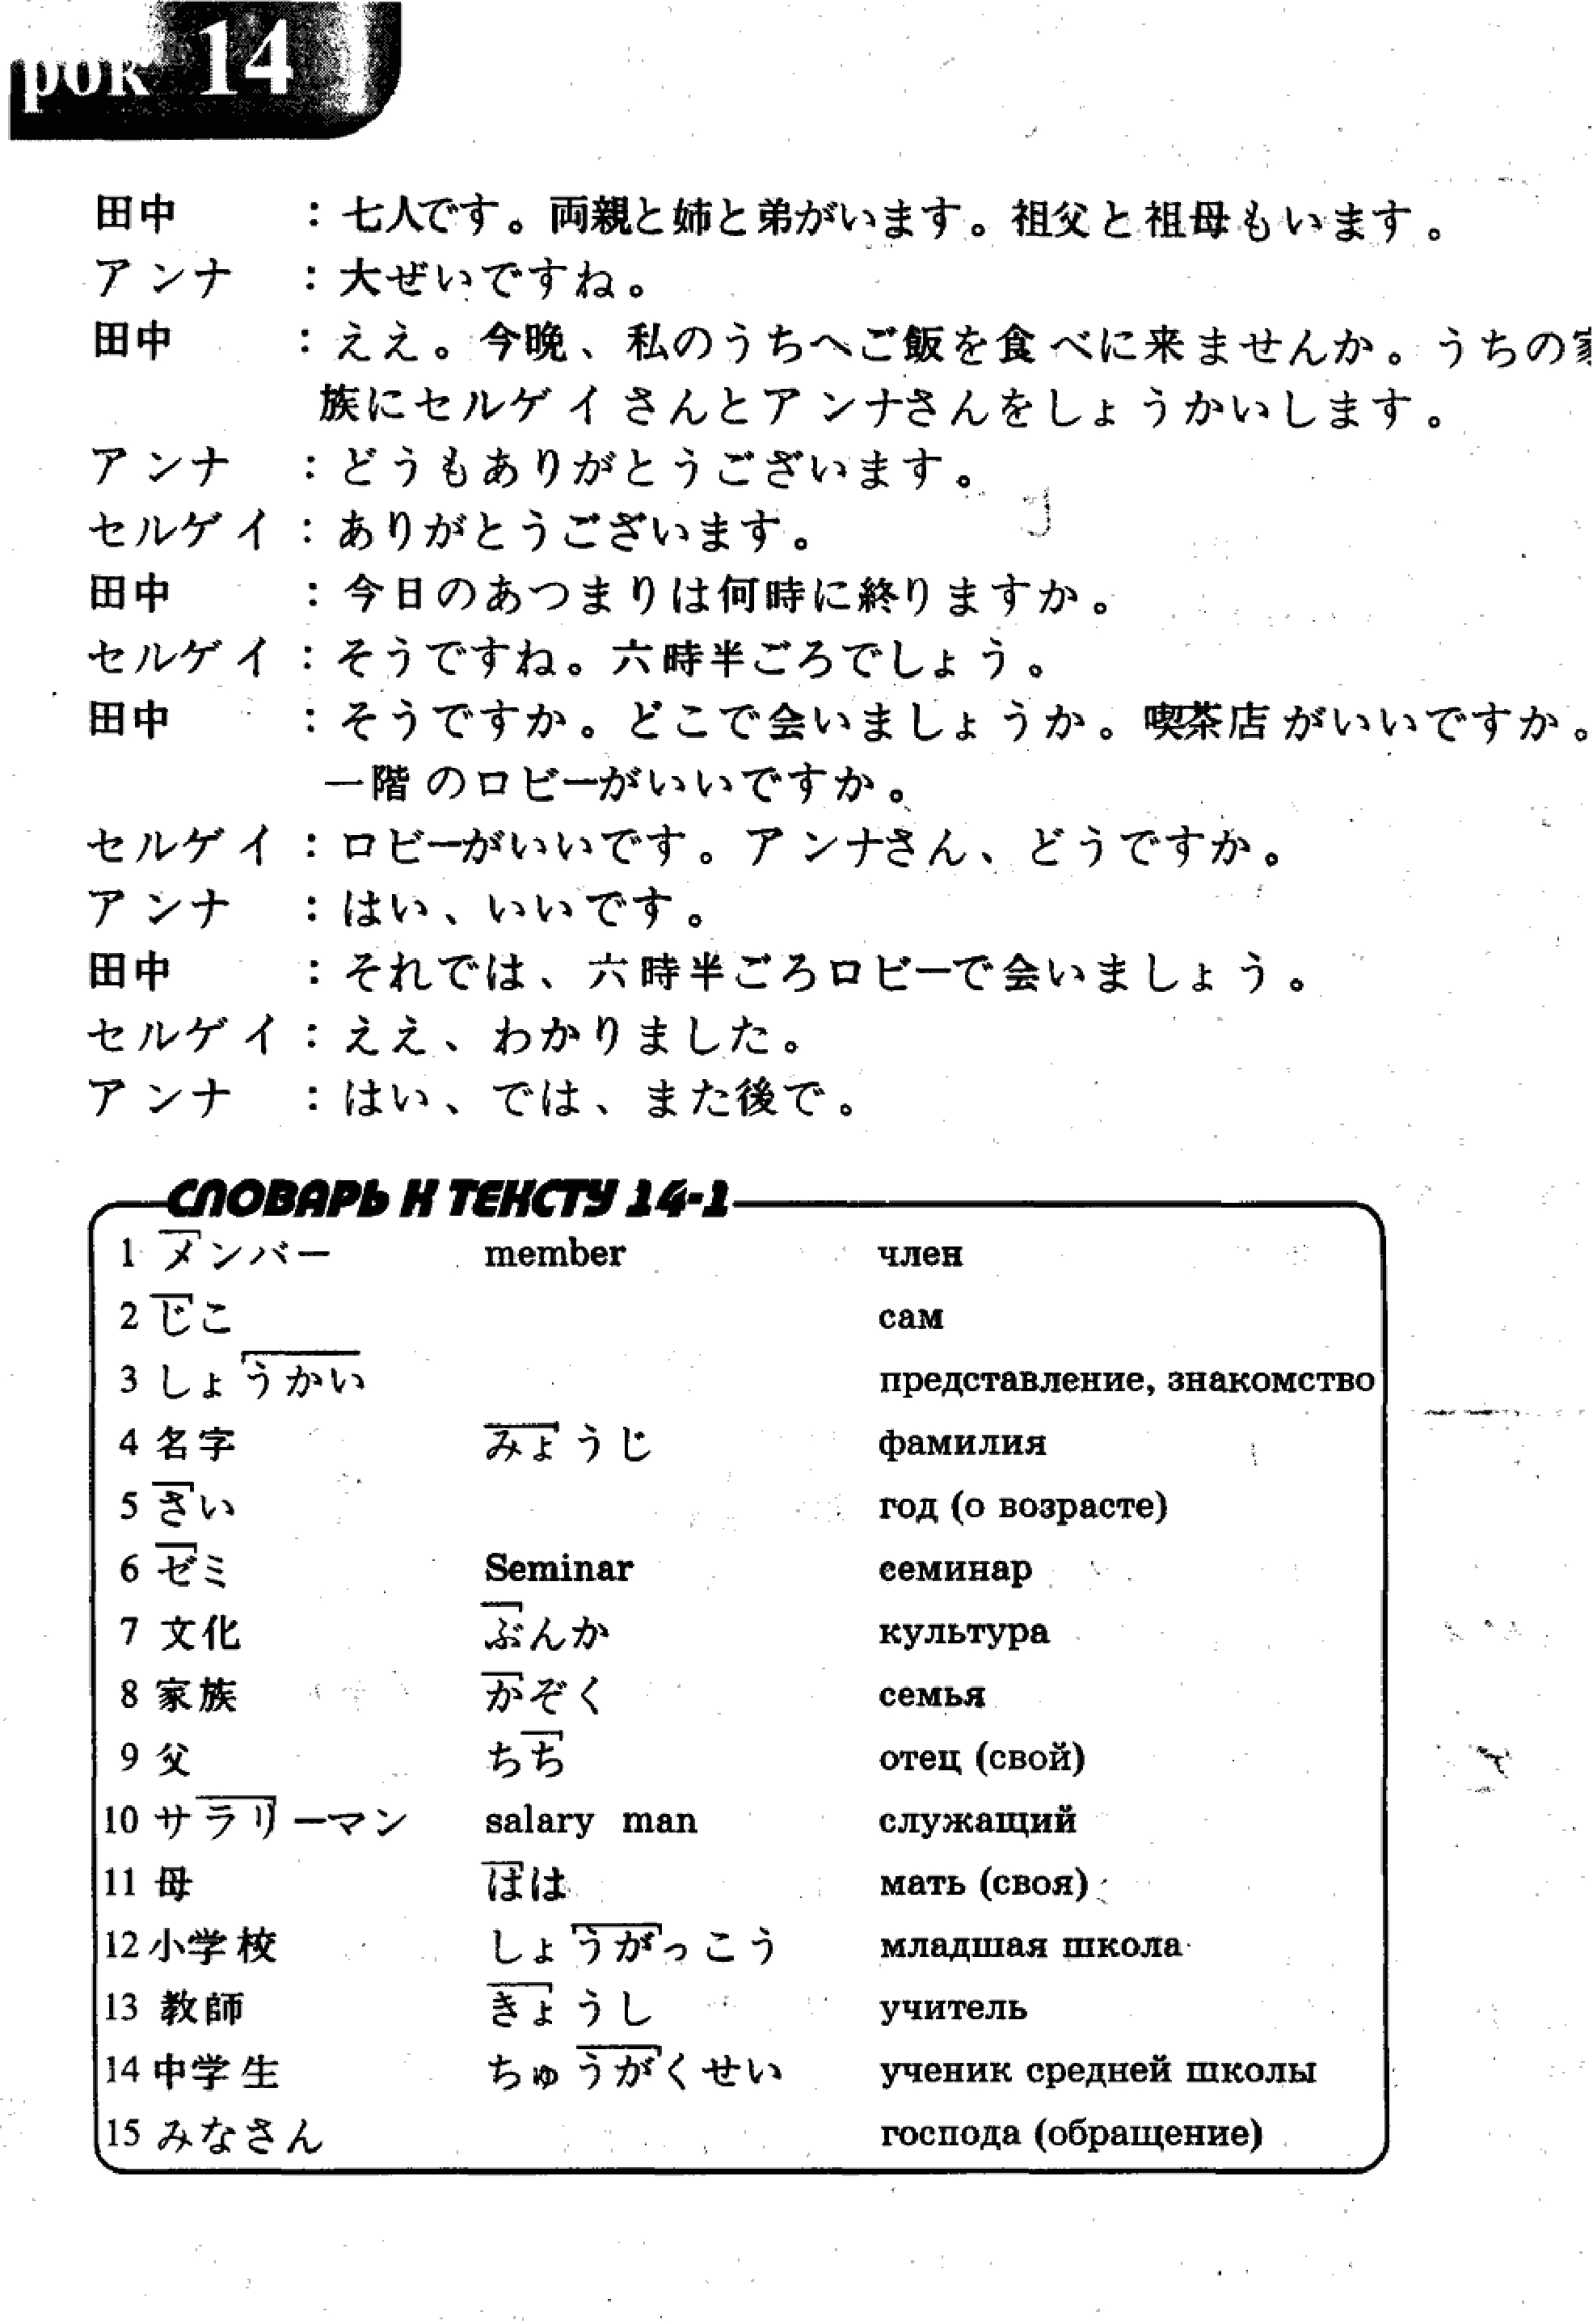 рок 14
田中 : 七人です。両親と姉と弟がいます。祖父と祖母もいます。
アンナ : 大ぜいですね。
田中 : ええ。今晩、私のうちへご飯を食べに来ませんか。うちの家
族にセルゲイさんとアンナさんをしょうかいします。
アンナ : どうもありがとうございます。
セルゲイ : ありがとうございます。
田中 : 今日のあつまりは何時に終りますか。
セルゲイ : そうですね。六時半ごろでしょう。
田中 : そうですか。どこで会いましょうか。喫茶店がいいですか。
一階のロビーがいいですか。
セルゲイ : ロビーがいいです。アンナさん、どうですか。
アンナ : はい、いいです。
田中 : それでは、六時半ごろロビーで会いましょう。
セルゲイ : ええ、わかりました。
アンナ : はい、では、また後で。
СЛОВАРЬ К ТЕКСТУ 14-1
1 メンバー member член
2 じこ сам
3 しょうかい представление, знакомство
4 名字 みょうじ фамилия
5 さい год (о возрасте)
6 ゼミ Seminar семинар
7 文化 ぶんか культура
8 家族 かぞく семья
9 父 ちち отец (свой)
10 サラリーマン salary man служащий
11 母 はは мать (своя)
12 小学校 しょうがっこう младшая школа
13 教師 きょうし учитель
14 中学生 ちゅうがくせい ученик средней школы
15 みなさん господа (обращение)